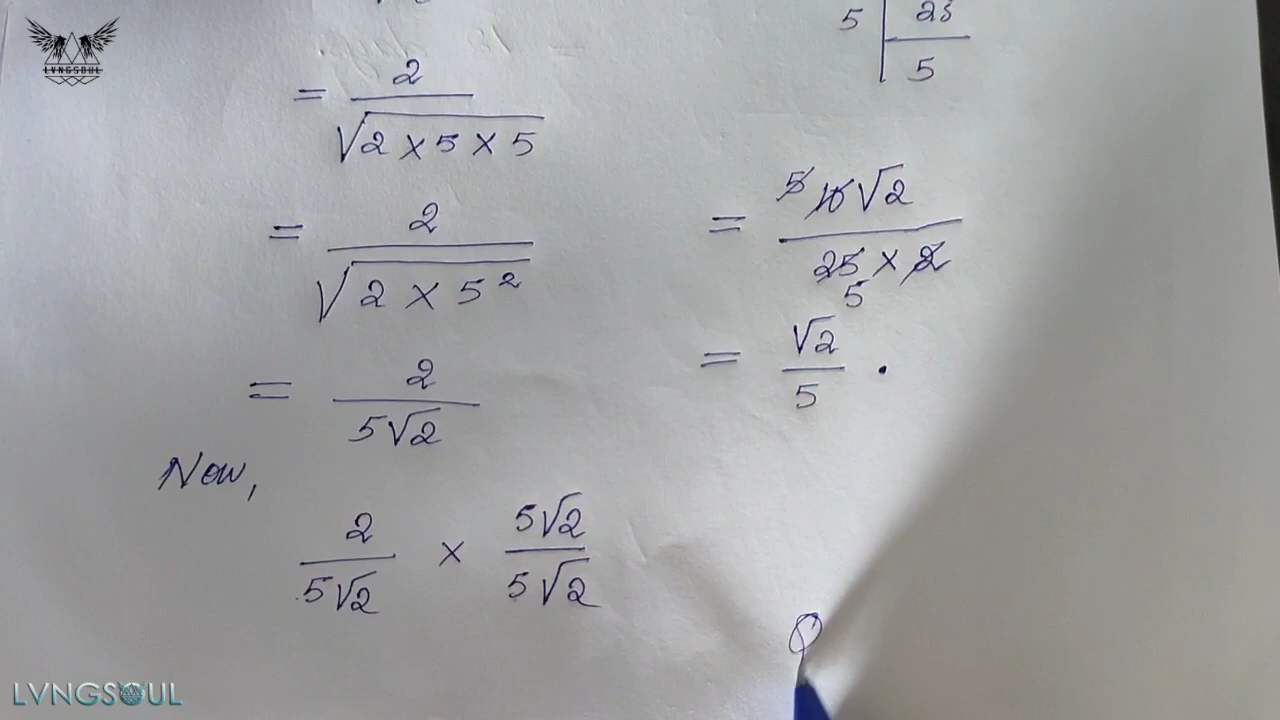 LVNGSOUL
= 2 / √(2 × 5 × 5)
= 2 / √(2 × 5²)
= 2 / 5√2
Now,
2 / 5√2 × 5√2 / 5√2
5 | 25
5
= 5 10√2 / 25 × 2
5
= √2 / 5 .
LVNGSOUL